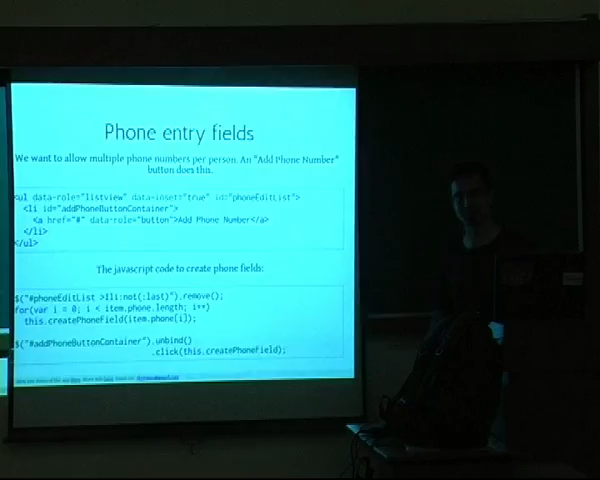 Phone entry fields
We want to allow multiple phone numbers per person. An "Add Phone Number"
button does this.
<ul data-role="listview" data-inset="true" id="phoneEditList">
<li id="addPhoneButtonContainer">
<a href="#" data-role="button">Add Phone Number</a>
</li>
</ul>
The javascript code to create phone fields:
$("#phoneEditList >li:not(:last)").remove();
for(var i = 0; i < item.phone.length; i++)
this.createPhoneField(item.phone[i]);
$("#addPhoneButtonContainer").unbind()
.click(this.createPhoneField);